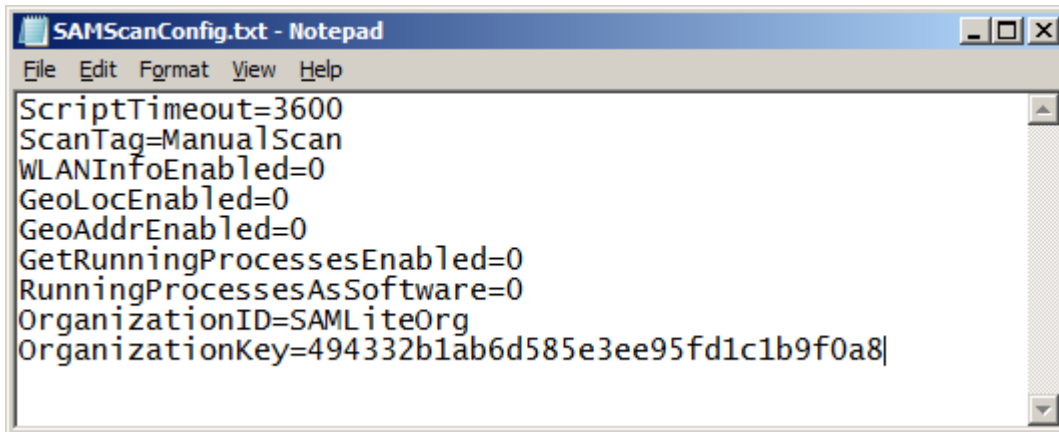 SAMScanConfig.txt - Notepad
File Edit Format View Help
ScriptTimeout=3600
ScanTag=ManualScan
WLANInfoEnabled=0
GeoLocEnabled=0
GeoAddrEnabled=0
GetRunningProcessesEnabled=0
RunningProcessesAsSoftware=0
OrganizationID=SAMLiteOrg
OrganizationKey=494332b1ab6d585e3ee95fd1c1b9f0a8